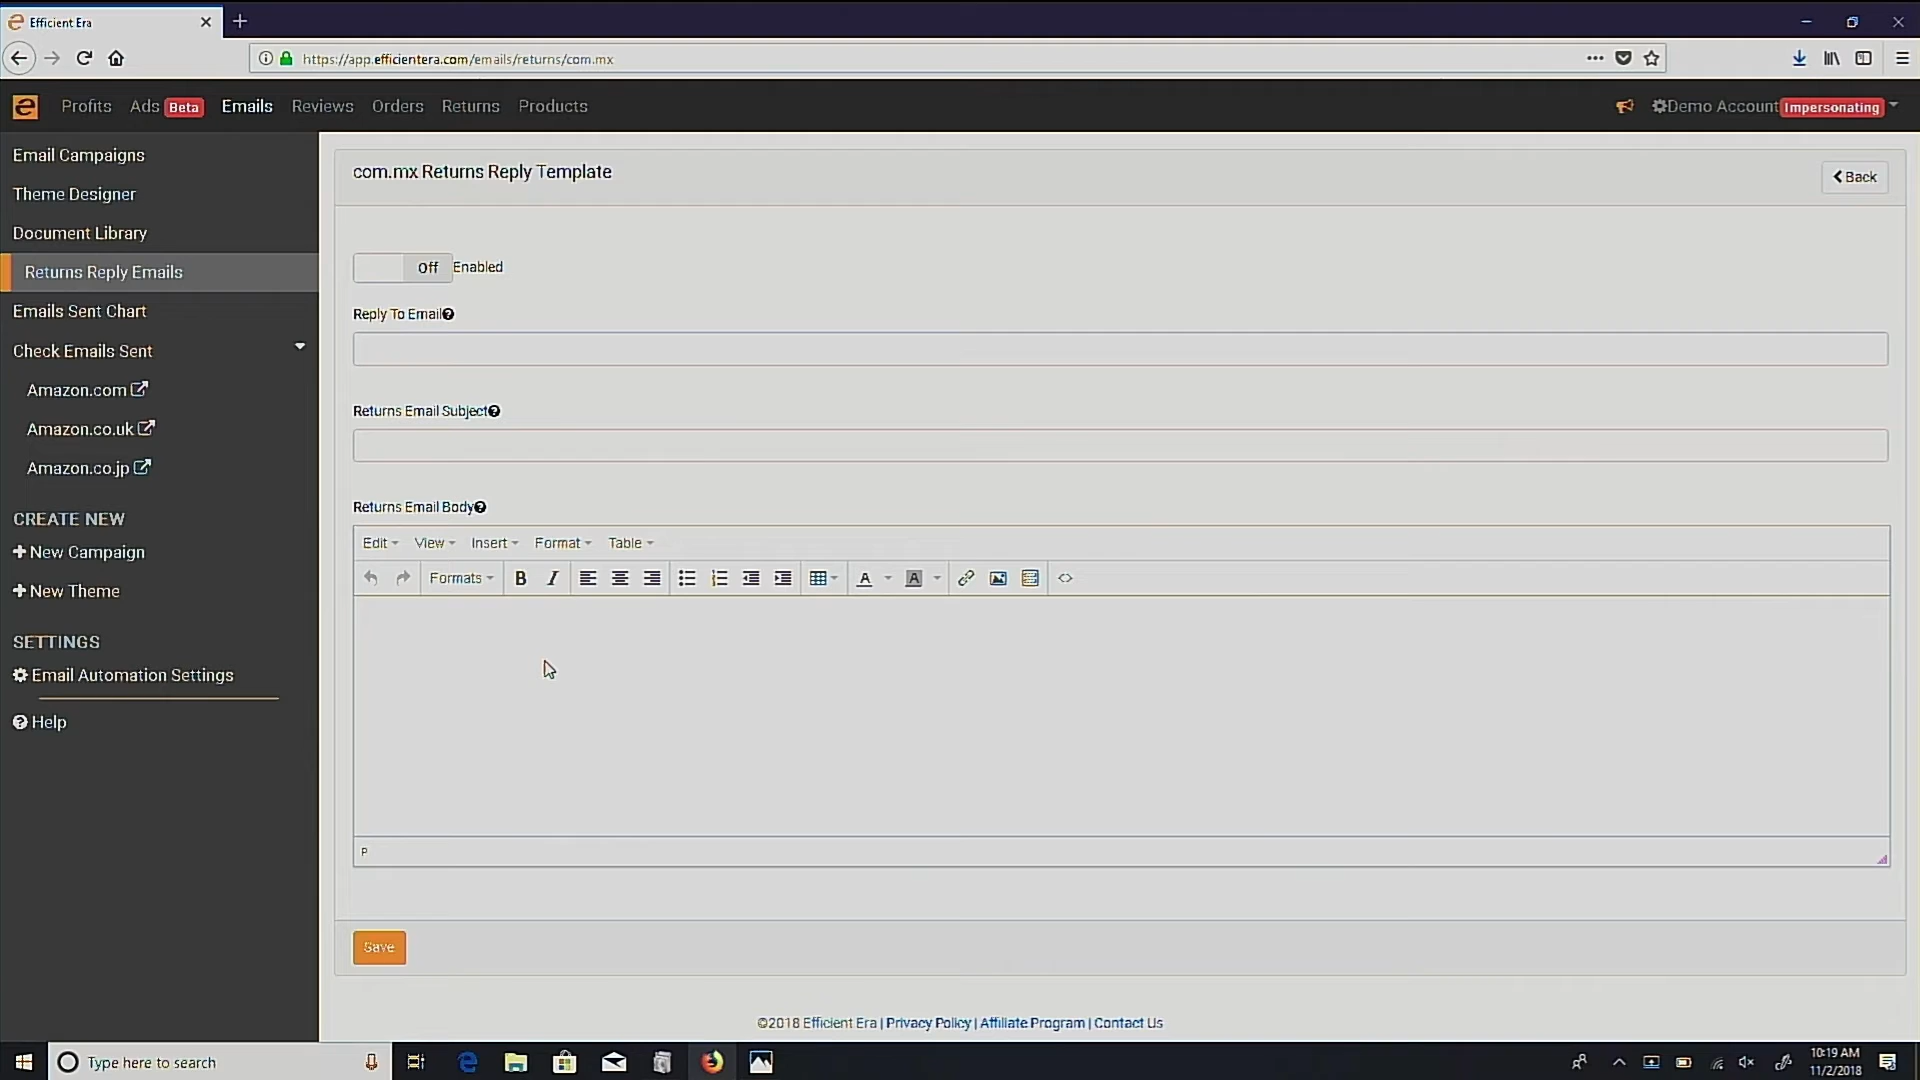 Efficient Era
https://app.efficientera.com/emails/returns/com.mx
Profits Ads Beta Emails Reviews Orders Returns Products Demo Account Impersonating
Email Campaigns
Theme Designer
Document Library
Returns Reply Emails
Emails Sent Chart
Check Emails Sent
Amazon.com
Amazon.co.uk
Amazon.co.jp
CREATE NEW
New Campaign
New Theme
SETTINGS
Email Automation Settings
Help
com.mx Returns Reply Template
Back
Off Enabled
Reply To Email
Returns Email Subject
Returns Email Body
Edit View Insert Format Table
Formats B I A A
P
Save
©2018 Efficient Era | Privacy Policy | Affiliate Program | Contact Us
Type here to search
10:19 AM
11/2/2018